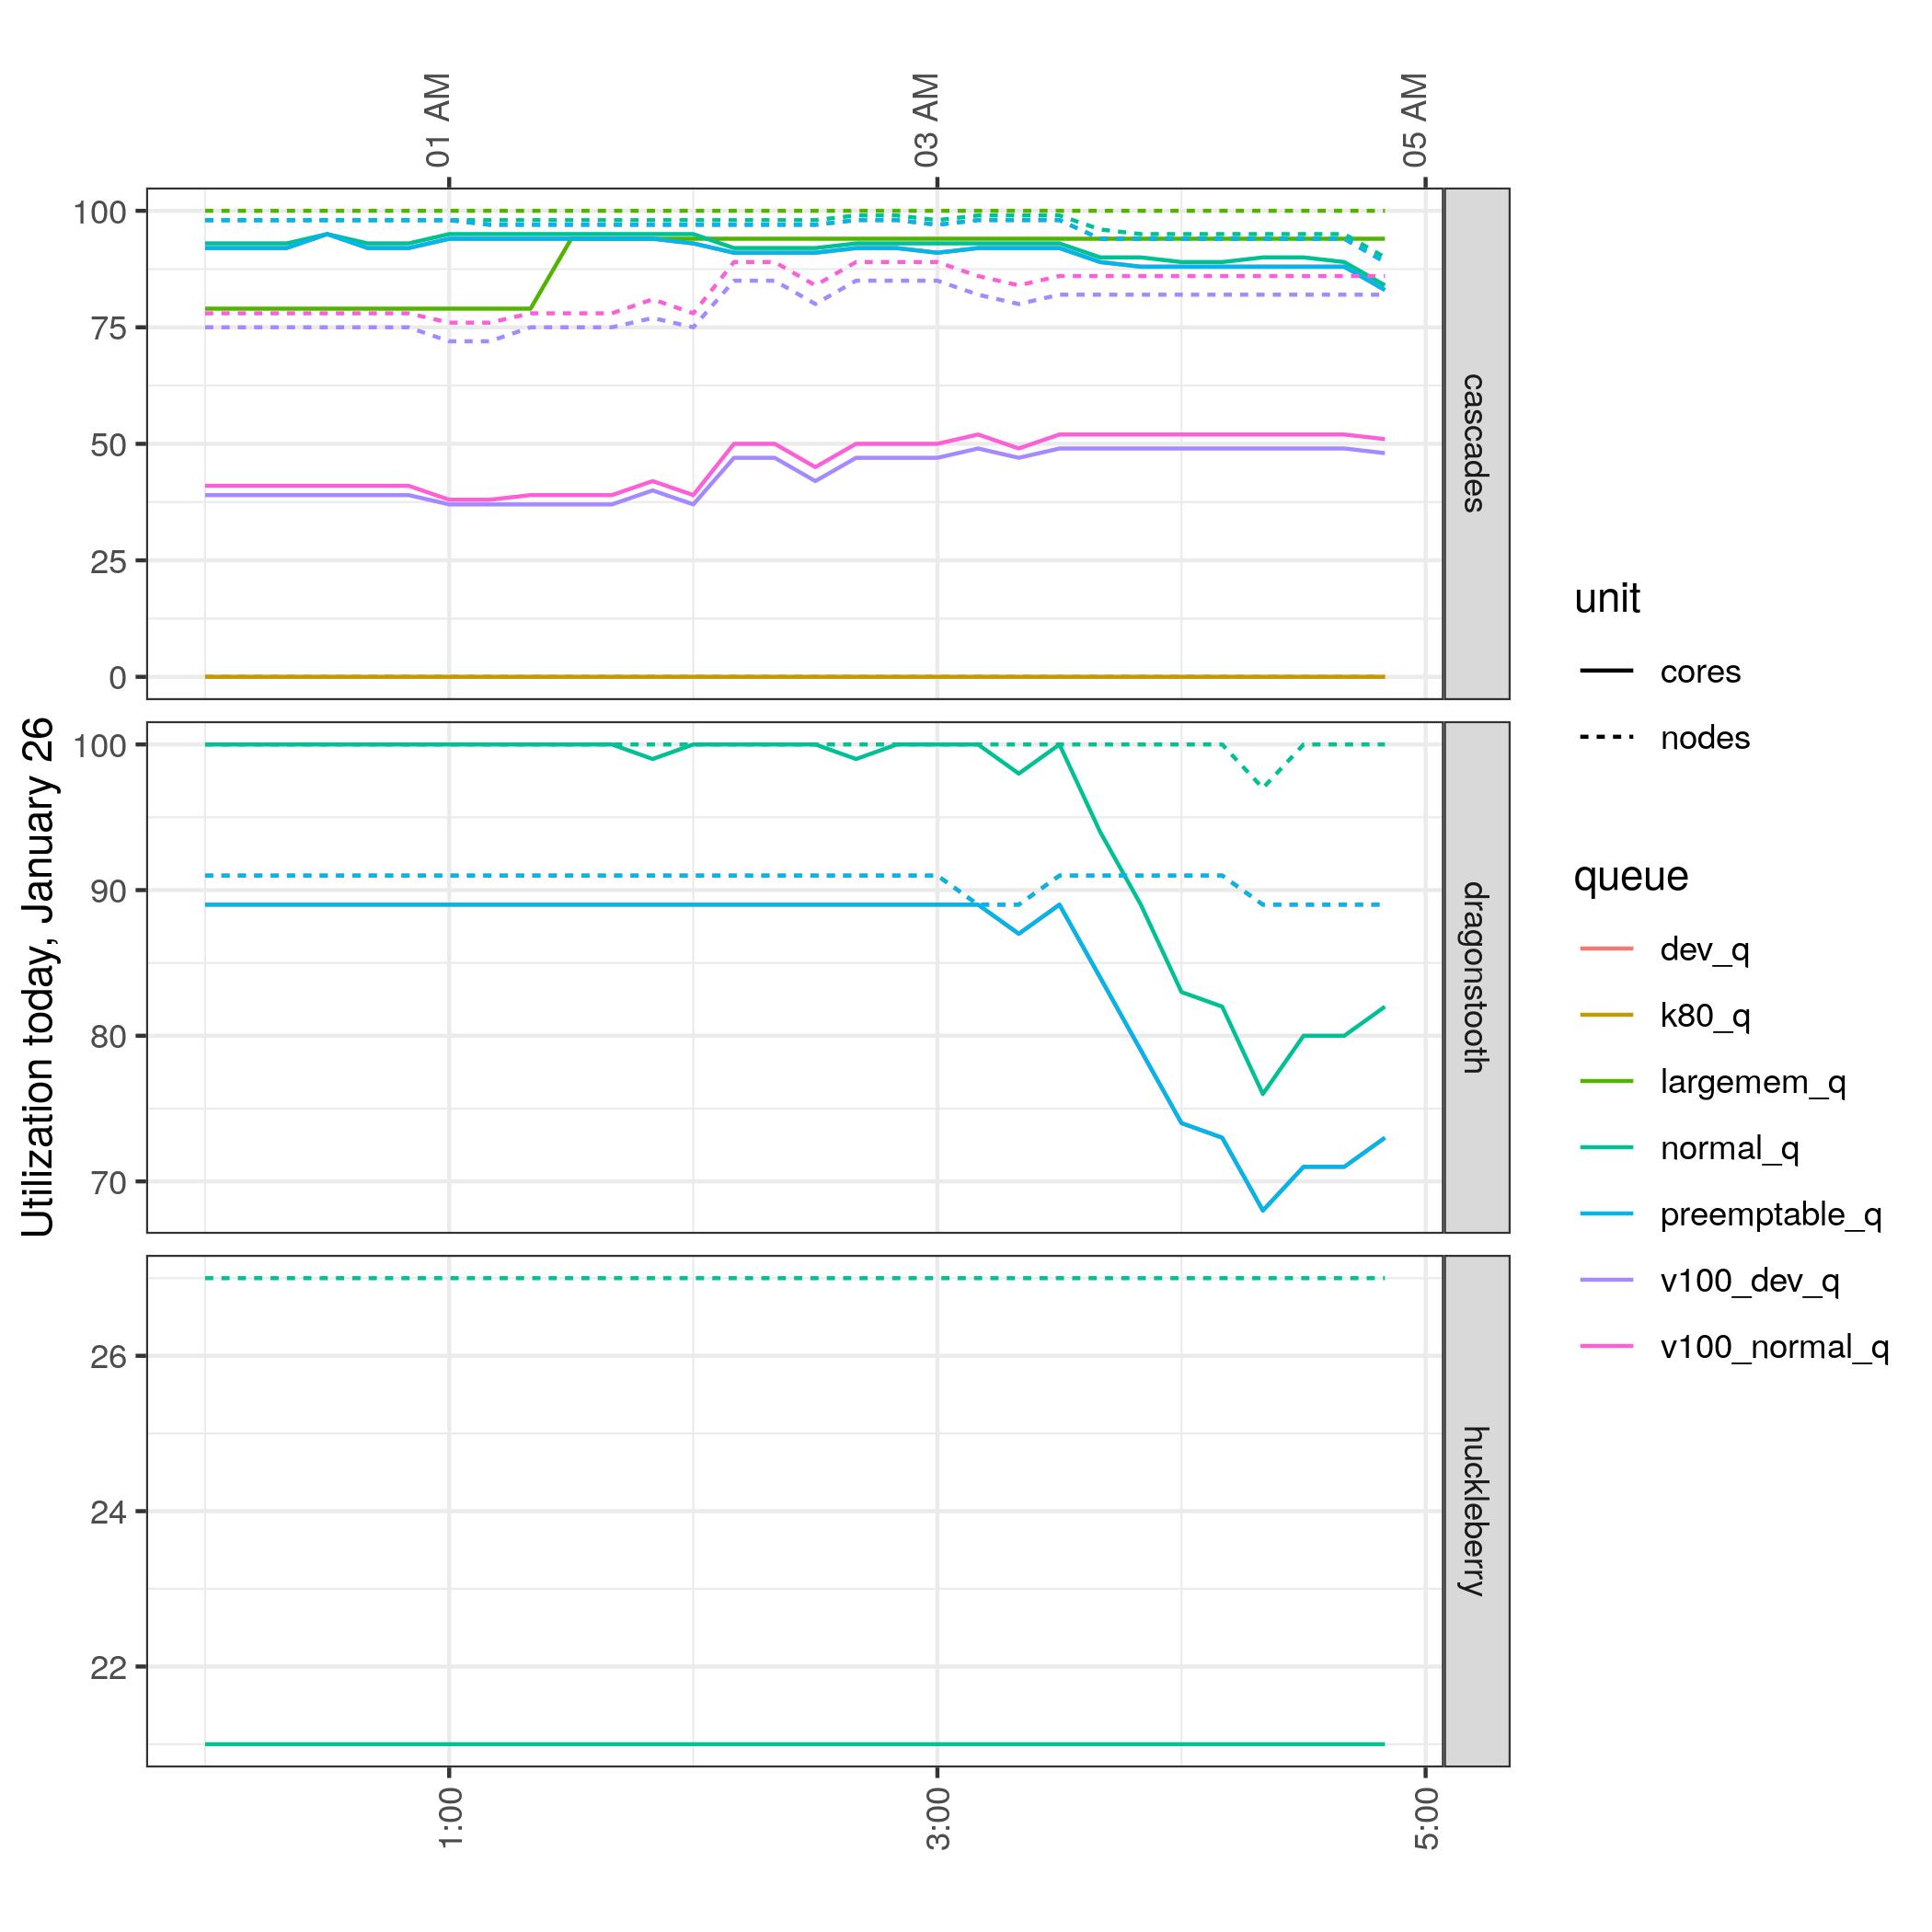 01 AM
03 AM
05 AM
Utilization today, January 26
100
75
50
25
0
cascades
100
90
80
70
dragonstooth
26
24
22
huckleberry
1:00
3:00
5:00
unit
cores
nodes
queue
dev_q
k80_q
largemem_q
normal_q
preemptable_q
v100_dev_q
v100_normal_q